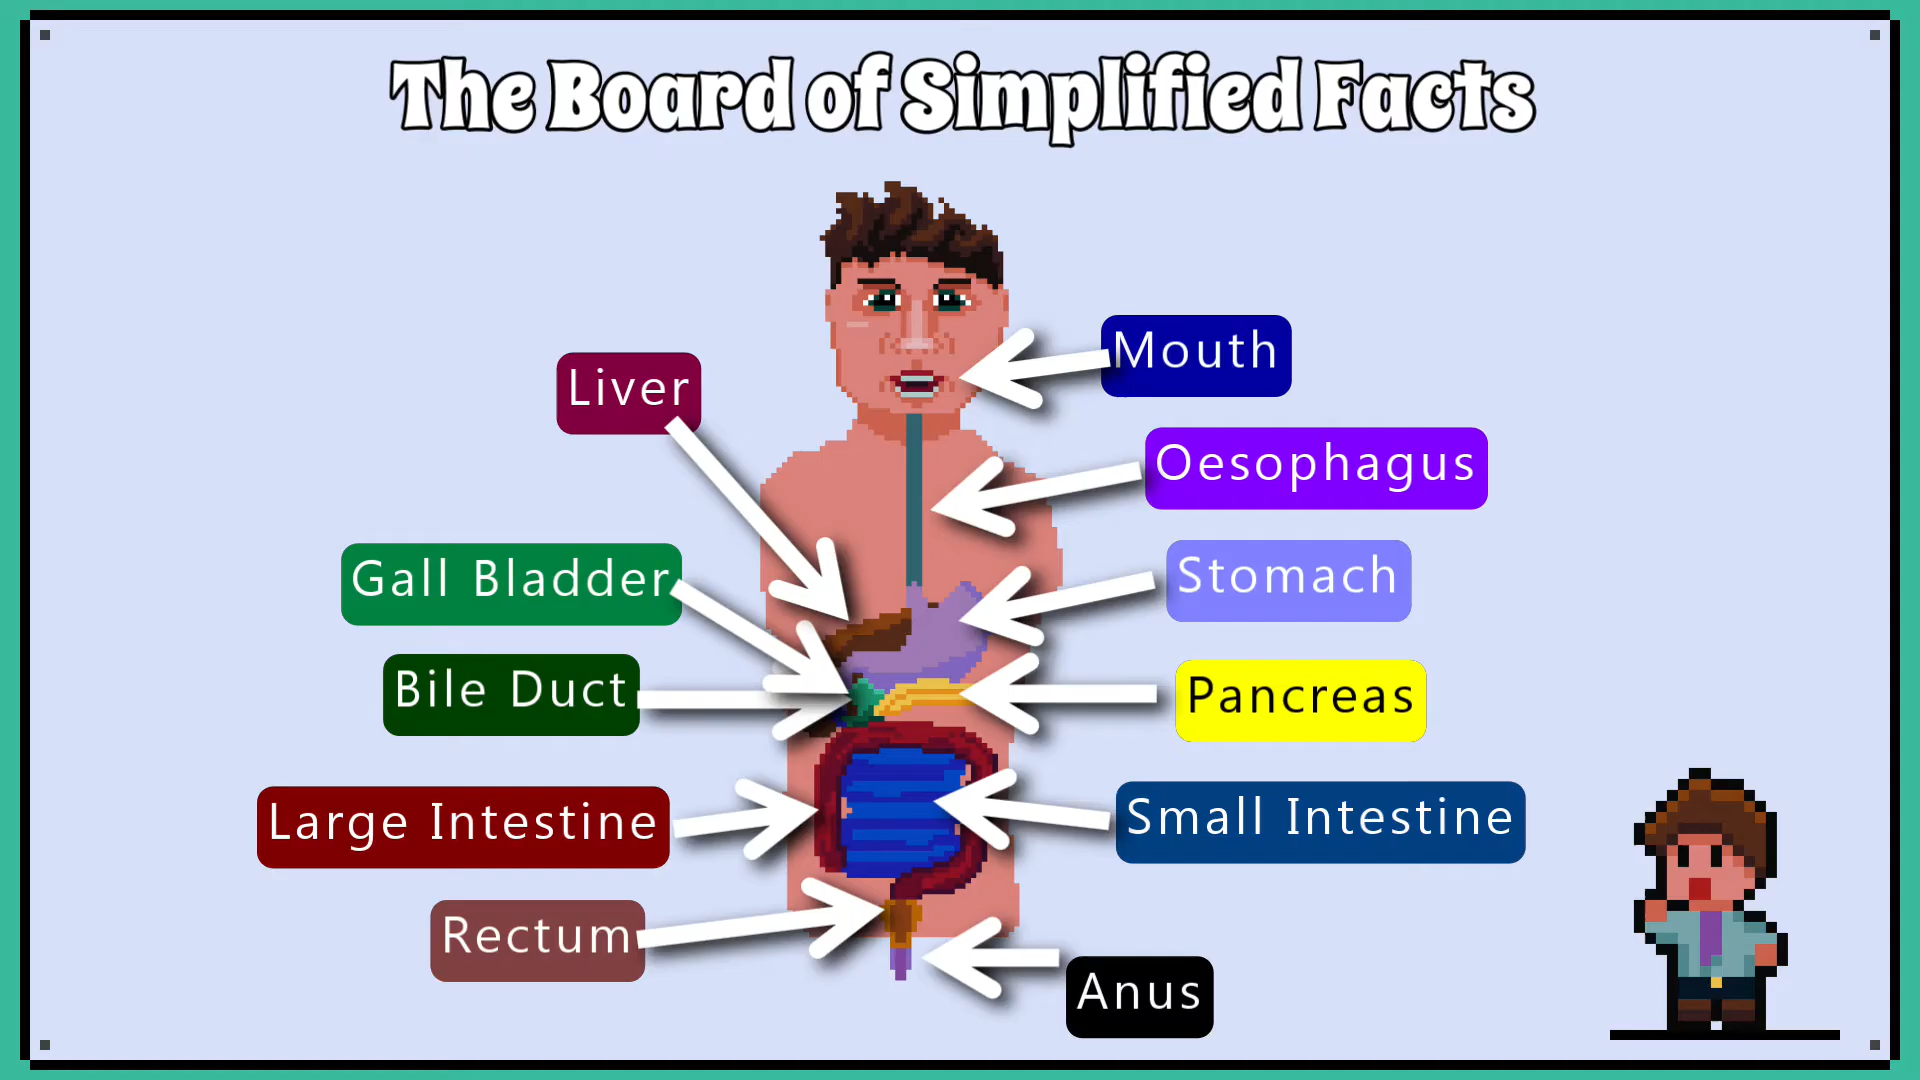 The Board of Simplified Facts
Mouth
Liver
Oesophagus
Gall Bladder
Stomach
Bile Duct
Pancreas
Large Intestine
Small Intestine
Rectum
Anus